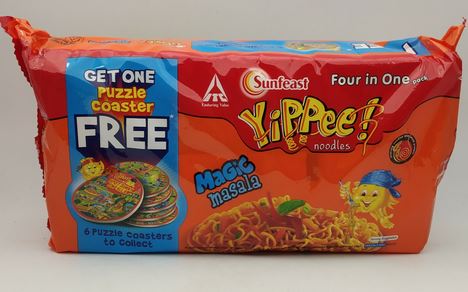 GET ONE
PUZZLE
COASTER
FREE*
6 PUZZLE COASTERS
to Collect
ITC
Enduring Value
Sunfeast
Four in One pack
YiPPee!
noodles
MAGIC
masala